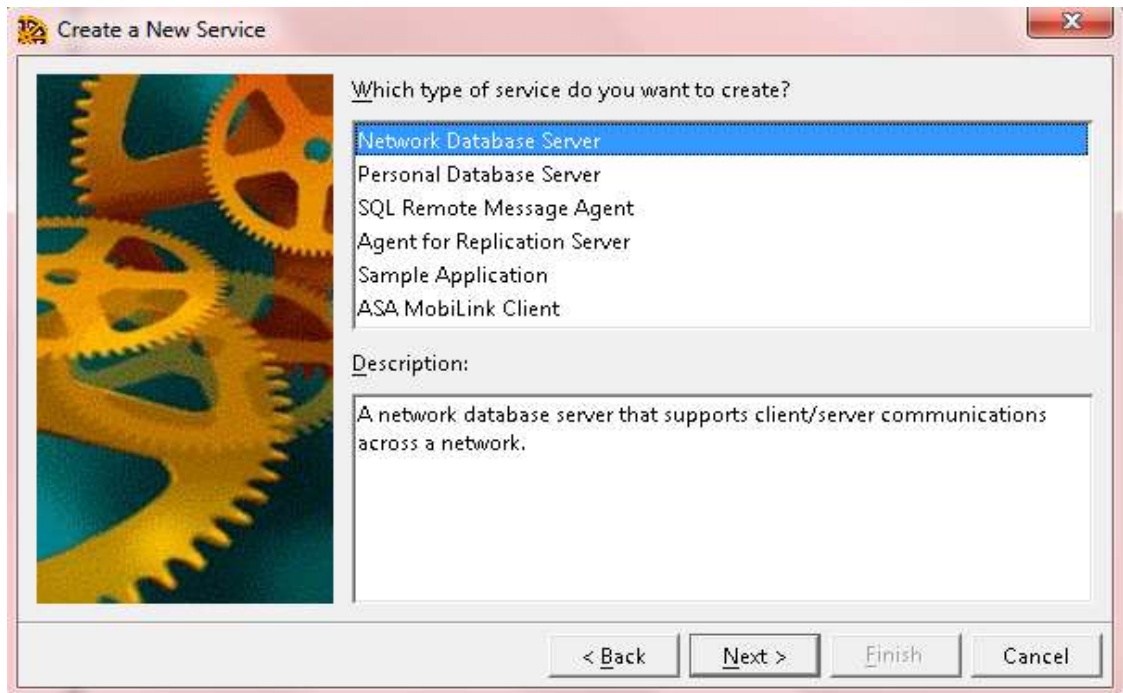 Create a New Service
Which type of service do you want to create?
Network Database Server
Personal Database Server
SQL Remote Message Agent
Agent for Replication Server
Sample Application
ASA MobiLink Client
Description:
A network database server that supports client/server communications
across a network.
< Back
Next >
Finish
Cancel